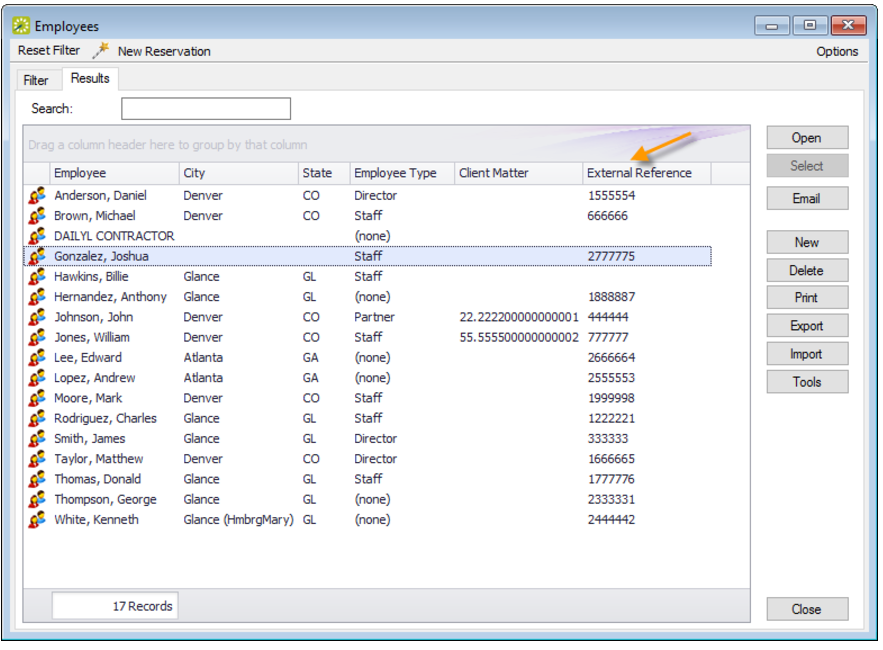 Employees
Reset Filter New Reservation Options
Filter Results
Search:
Drag a column header here to group by that column
Employee City State Employee Type Client Matter External Reference
Anderson, Daniel Denver CO Director 1555554
Brown, Michael Denver CO Staff 666666
DAILYL CONTRACTOR (none)
Gonzalez, Joshua Staff 2777775
Hawkins, Billie Glance GL Staff
Hernandez, Anthony Glance GL (none) 1888887
Johnson, John Denver CO Partner 22.222200000000001 444444
Jones, William Denver CO Staff 55.555500000000002 777777
Lee, Edward Atlanta GA (none) 2666664
Lopez, Andrew Atlanta GA (none) 2555553
Moore, Mark Denver CO Staff 1999998
Rodriguez, Charles Glance GL Staff 1222221
Smith, James Glance GL Director 333333
Taylor, Matthew Denver CO Director 1666665
Thomas, Donald Glance GL Staff 1777776
Thompson, George Glance GL (none) 2333331
White, Kenneth Glance (HmbrgMary) GL (none) 2444442
17 Records
Open
Select
Email
New
Delete
Print
Export
Import
Tools
Close